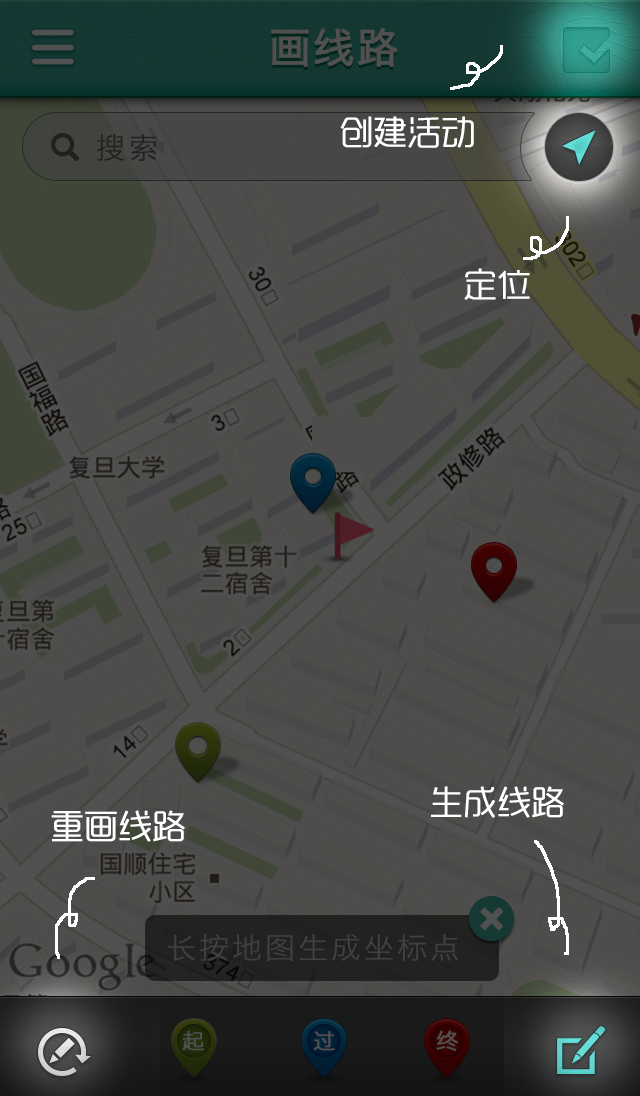 画线路
创建活动
搜索
定位
302
30
国福路
3
复旦大学
路
政修路
25
复旦第十
二宿舍
旦第
宿舍
2
14
生成线路
重画线路
国顺住宅
小区
长按地图生成坐标点
Google
374
起
过
终